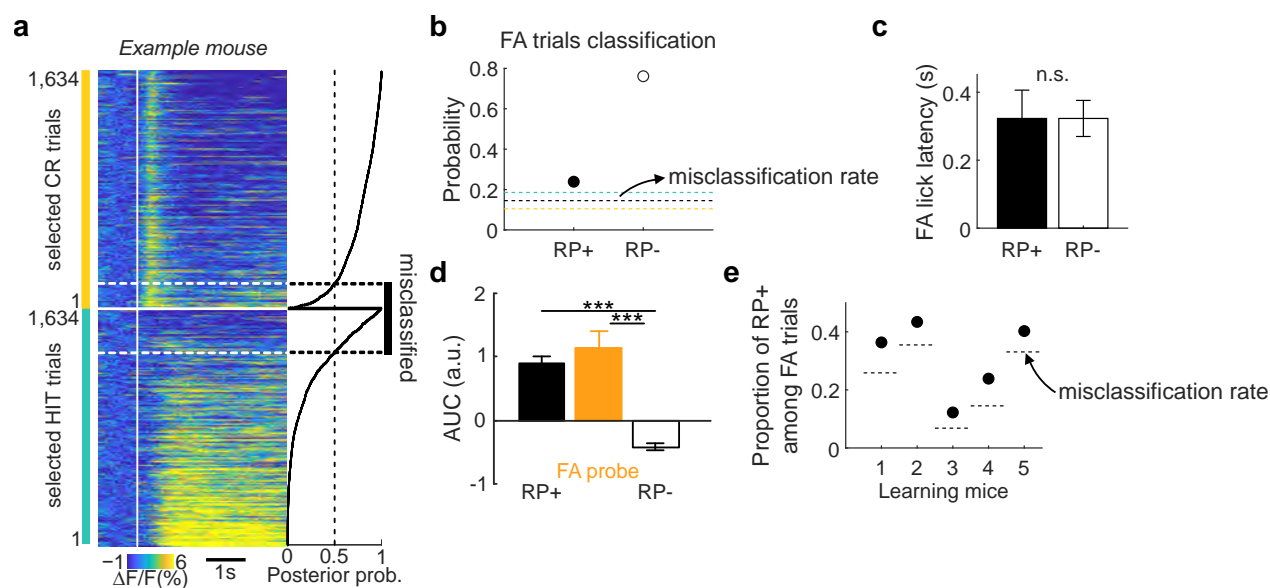 a
Example mouse
1,634
selected CR trials
1
1,634
selected HIT trials
1
misclassified
−1 6
ΔF/F(%)
1s
0 0.5 1
Posterior prob.
b
FA trials classification
0.8
0.6
0.4
0.2
0
Probability
misclassification rate
RP+ RP-
c
FA lick latency (s)
0.4
0.2
0
n.s.
RP+ RP-
d
AUC (a.u.)
2
1
0
-1
***
***
FA probe
RP+ RP-
e
Proportion of RP+
among FA trials
0.4
0.2
0
misclassification rate
1 2 3 4 5
Learning mice